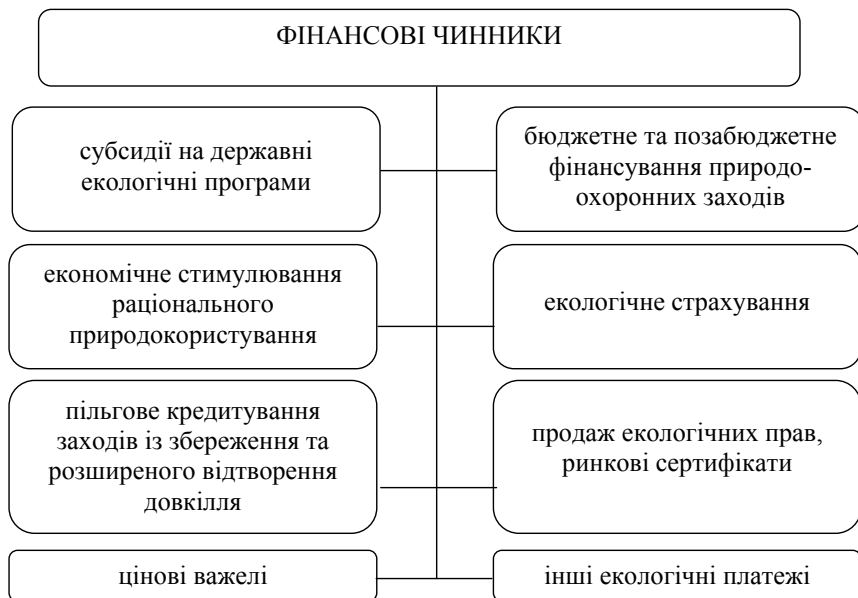 ФІНАНСОВІ ЧИННИКИ
субсидії на державні
екологічні програми
бюджетне та позабюджетне
фінансування природо-
охоронних заходів
економічне стимулювання
раціонального
природокористування
екологічне страхування
пільгове кредитування
заходів із збереження та
розширеного відтворення
довкілля
продаж екологічних прав,
ринкові сертифікати
цінові важелі
інші екологічні платежі